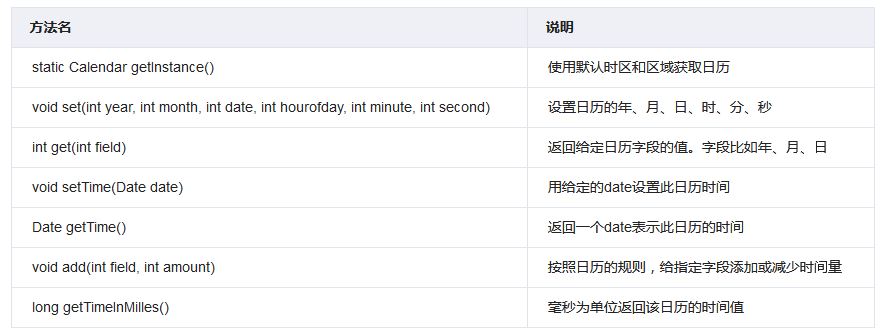 方法名 说明
static Calendar getInstance() 使用默认时区和区域获取日历
void set(int year, int month, int date, int hourofday, int minute, int second) 设置日历的年、月、日、时、分、秒
int get(int field) 返回给定日历字段的值。字段比如年、月、日
void setTime(Date date) 用给定的date设置此日历时间
Date getTime() 返回一个date表示此日历的时间
void add(int field, int amount) 按照日历的规则，给指定字段添加或减少时间量
long getTimeInMilles() 毫秒为单位返回该日历的时间值